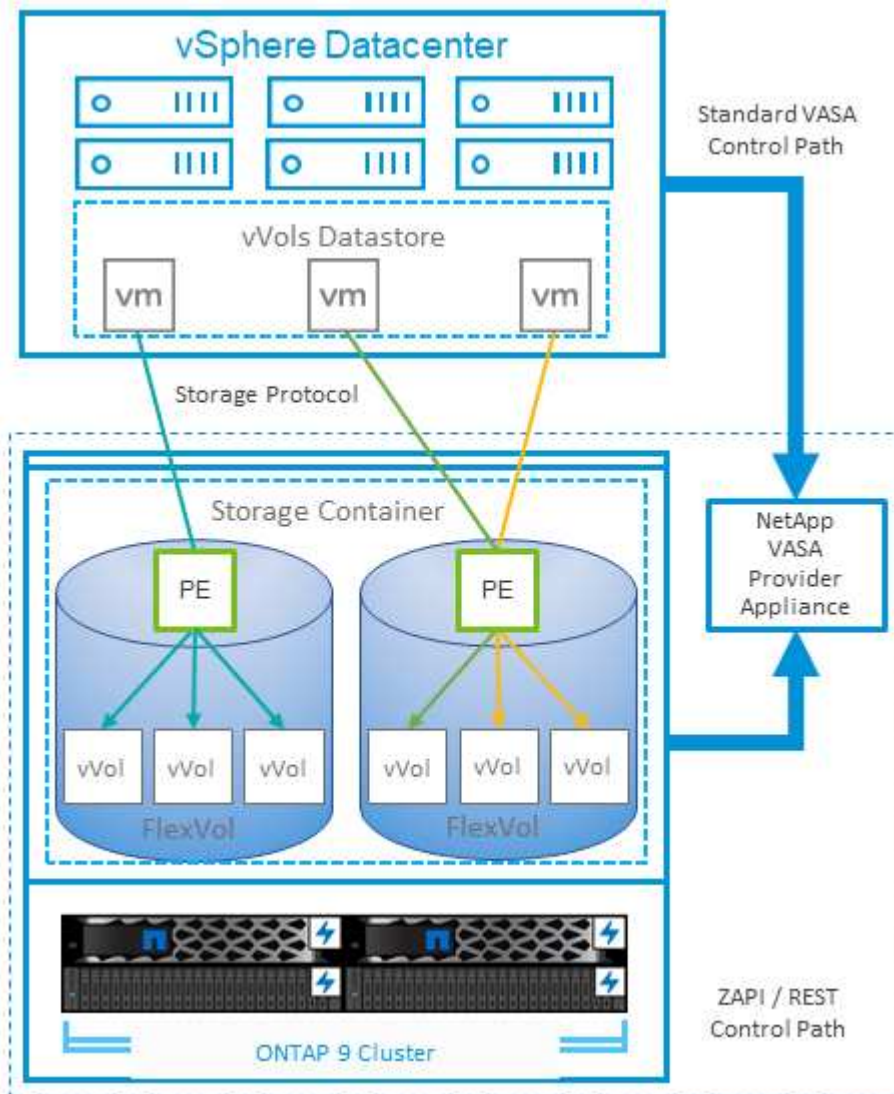 vSphere Datacenter
Standard VASA
Control Path
vVols Datastore
vm
vm
vm
Storage Protocol
Storage Container
NetApp
VASA
Provider
Appliance
PE
PE
vVol
vVol
vVol
vVol
vVol
vVol
FlexVol
FlexVol
ZAPI / REST
Control Path
ONTAP 9 Cluster